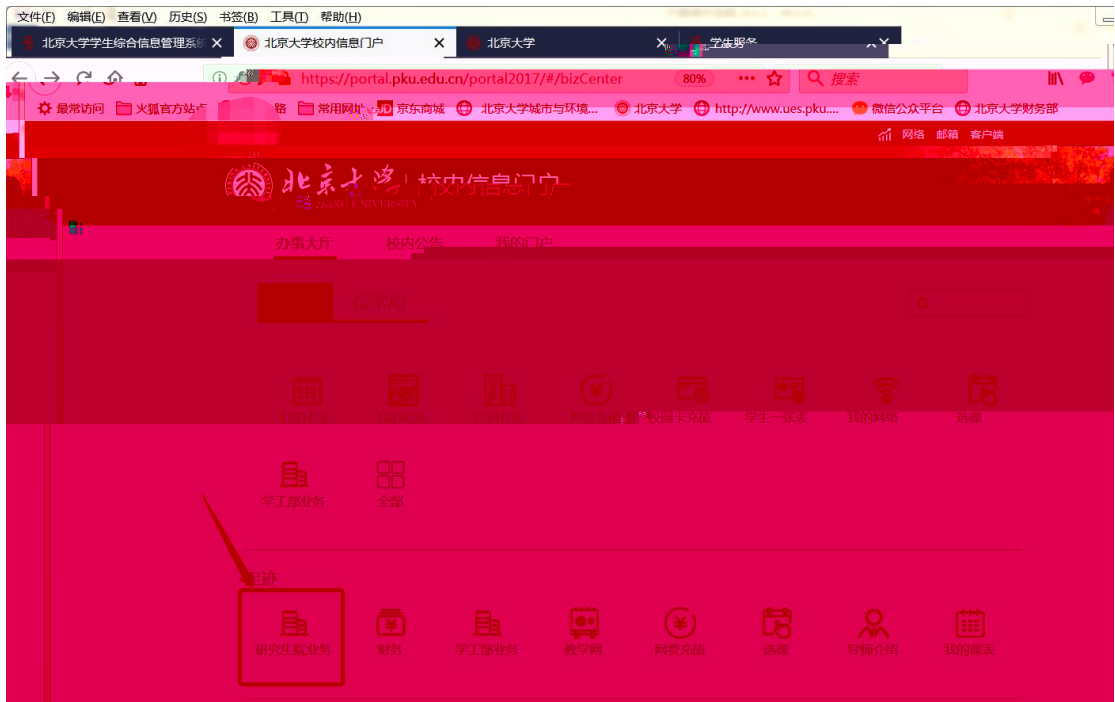 文件(F) 编辑(E) 查看(V) 历史(S) 书签(B) 工具(T) 帮助(H)
北京大学学生综合信息管理系统 北京大学校内信息门户 北京大学
https://portal.pku.edu.cn/portal2017/#/bizCenter 80% 搜索
最常访问 火狐官方站点 常用网址 JD 京东商城 北京大学城市与环境... 北京大学 http://www.ues.pku.... 微信公众平台 北京大学财务部
网络 邮箱 客户端
北京大学 校内信息门户
办事大厅 校内公告 我的门户
网费充值 校园卡充值 学生一张表 我的网络 选课
学工部业务 全部
足迹
研究生院业务 财务 学工部业务 教学网 网费充值 选课 导师介绍 我的课表